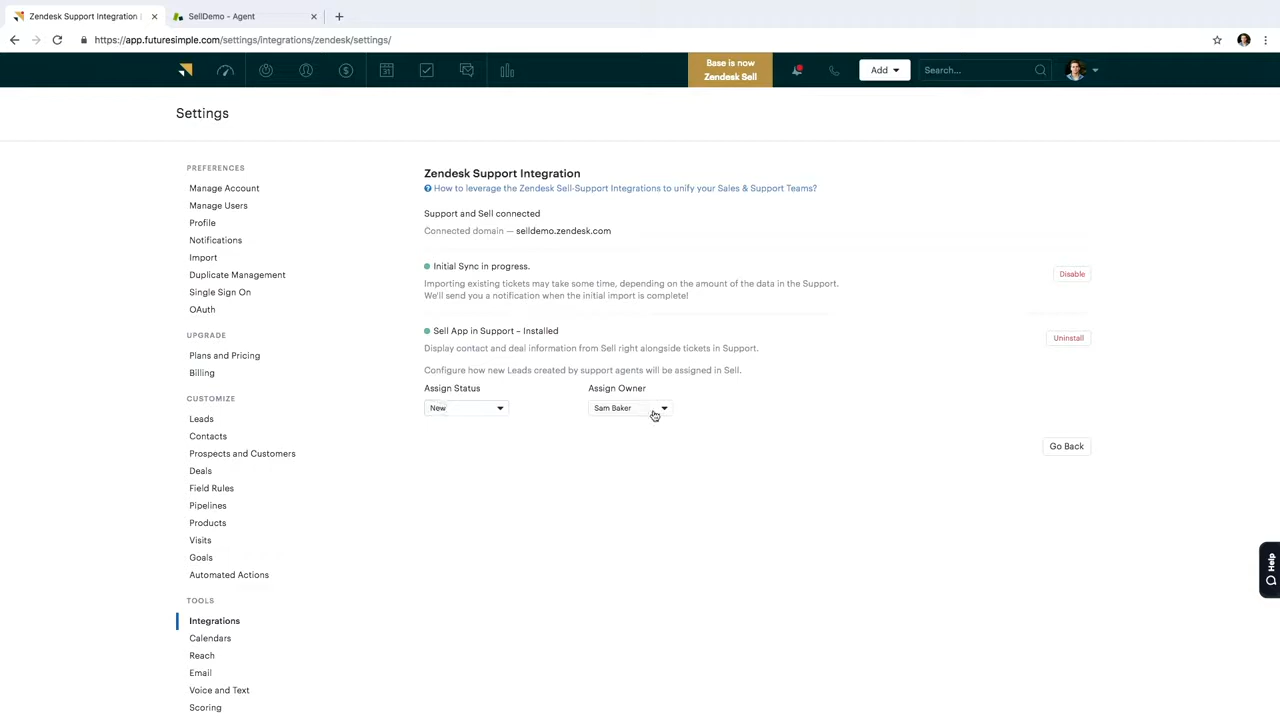 Zendesk Support Integration
SellDemo - Agent
https://app.futuresimple.com/settings/integrations/zendesk/settings/
31
Base is now
Zendesk Sell
Add
Search...
Settings
PREFERENCES
Manage Account
Manage Users
Profile
Notifications
Import
Duplicate Management
Single Sign On
OAuth
UPGRADE
Plans and Pricing
Billing
CUSTOMIZE
Leads
Contacts
Prospects and Customers
Deals
Field Rules
Pipelines
Products
Visits
Goals
Automated Actions
TOOLS
Integrations
Calendars
Reach
Email
Voice and Text
Scoring
Zendesk Support Integration
How to leverage the Zendesk Sell-Support Integrations to unify your Sales & Support Teams?
Support and Sell connected
Connected domain — selldemo.zendesk.com
Initial Sync in progress.
Disable
Importing existing tickets may take some time, depending on the amount of the data in the Support.
We'll send you a notification when the initial import is complete!
Sell App in Support – Installed
Uninstall
Display contact and deal information from Sell right alongside tickets in Support.
Configure how new Leads created by support agents will be assigned in Sell.
Assign Status
Assign Owner
New
Sam Baker
Go Back
Help